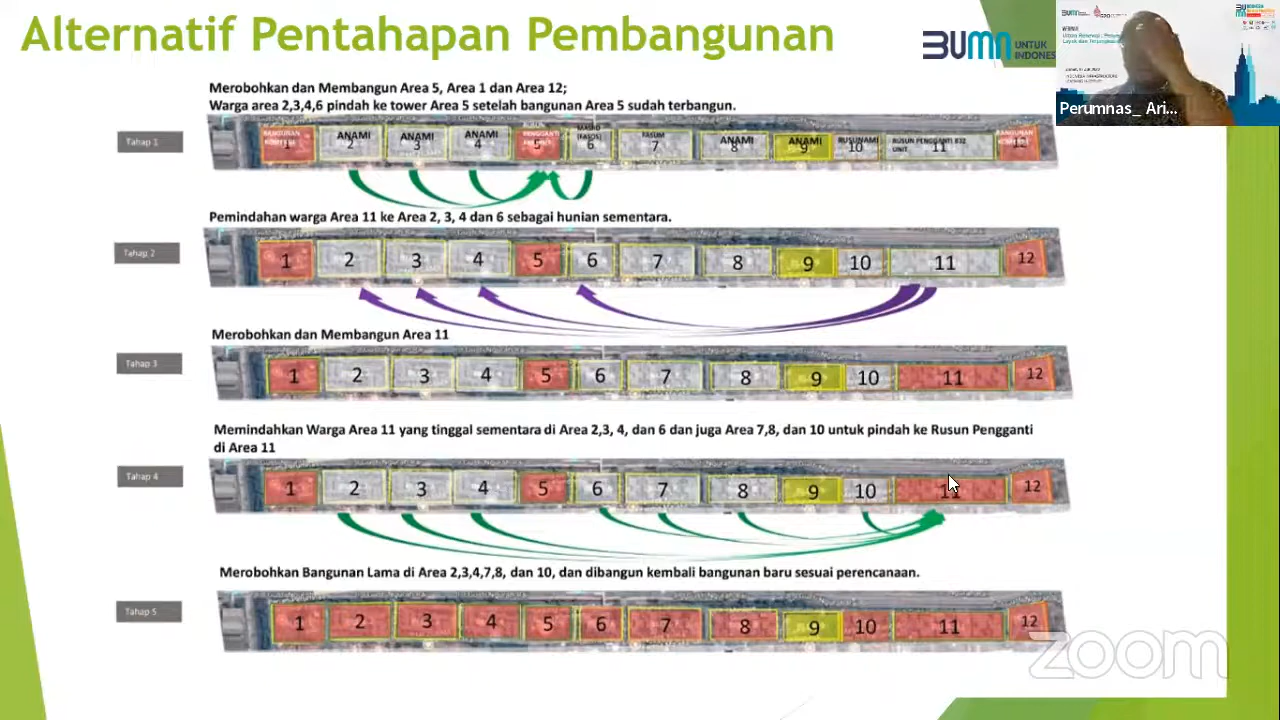 Alternatif Pentahapan Pembangunan
BUMN UNTUK
INDONES
Perumnas_ Ari...
Merobohkan dan Membangun Area 5, Area 1 dan Area 12;
Warga area 2,3,4,6 pindah ke tower Area 5 setelah bangunan Area 5 sudah terbangun.
Tahap 1
ANAMI ANAMI ANAMI FASUM ANAMI ANAMI RUSUNAMI RUSUN PENGGANTI 832
UNIT
2 3 4 5 6 7 8 9 10 11
Pemindahan warga Area 11 ke Area 2, 3, 4 dan 6 sebagai hunian sementara.
Tahap 2
1 2 3 4 5 6 7 8 9 10 11 12
Merobohkan dan Membangun Area 11
Tahap 3
1 2 3 4 5 6 7 8 9 10 11 12
Memindahkan Warga Area 11 yang tinggal sementara di Area 2,3, 4, dan 6 dan juga Area 7,8, dan 10 untuk pindah ke Rusun Pengganti
di Area 11
Tahap 4
1 2 3 4 5 6 7 8 9 10 11 12
Merobohkan Bangunan Lama di Area 2,3,4,7,8, dan 10, dan dibangun kembali bangunan baru sesuai perencanaan.
Tahap 5
1 2 3 4 5 6 7 8 9 10 11 12
zoom